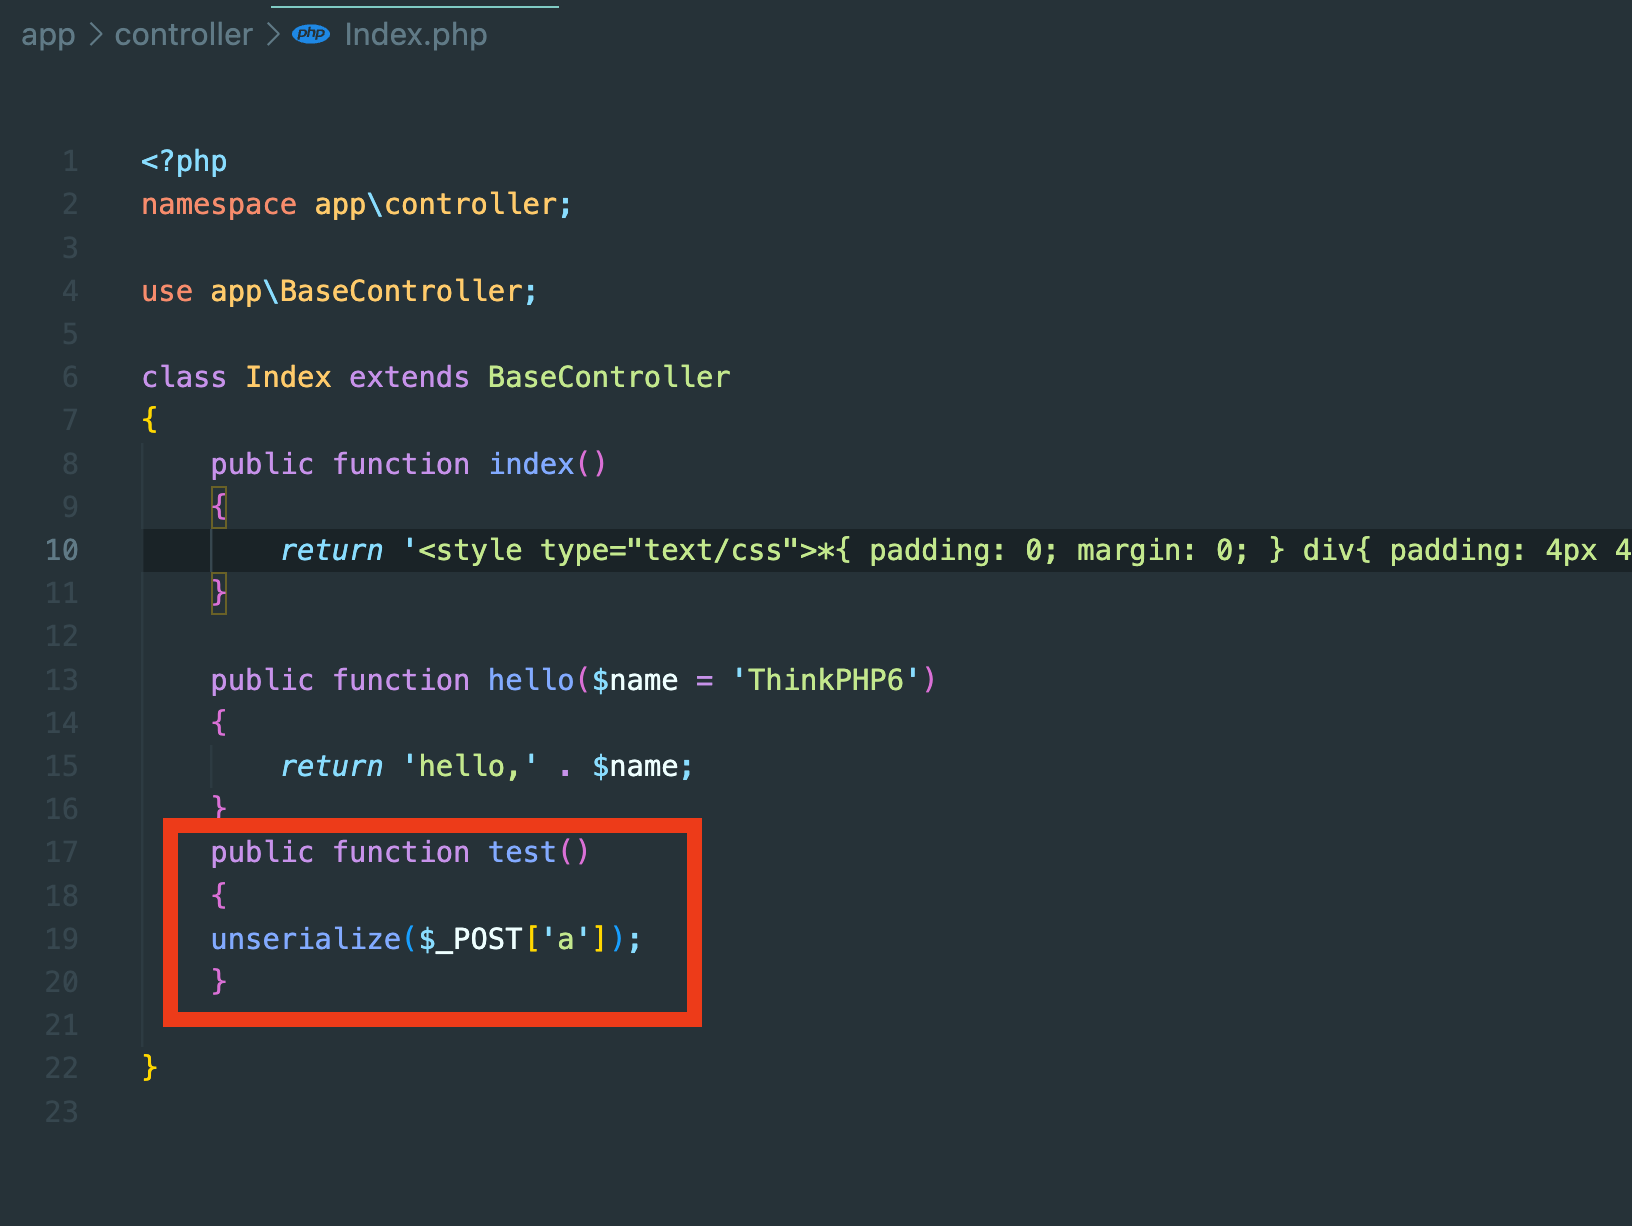 app > controller > php Index.php
1 <?php
2 namespace app\controller;
3
4 use app\BaseController;
5
6 class Index extends BaseController
7 {
8 public function index()
9 {
10 return '<style type="text/css">*{ padding: 0; margin: 0; } div{ padding: 4px 4
11 }
12
13 public function hello($name = 'ThinkPHP6')
14 {
15 return 'hello,' . $name;
16 }
17 public function test()
18 {
19 unserialize($_POST['a']);
20 }
21
22 }
23